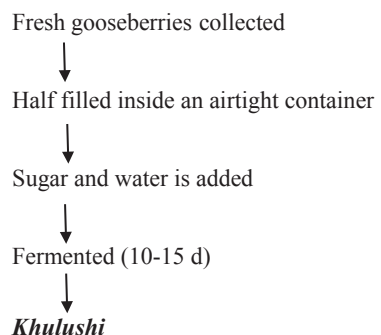 Fresh gooseberries collected
Half filled inside an airtight container
Sugar and water is added
Fermented (10-15 d)
Khulushi